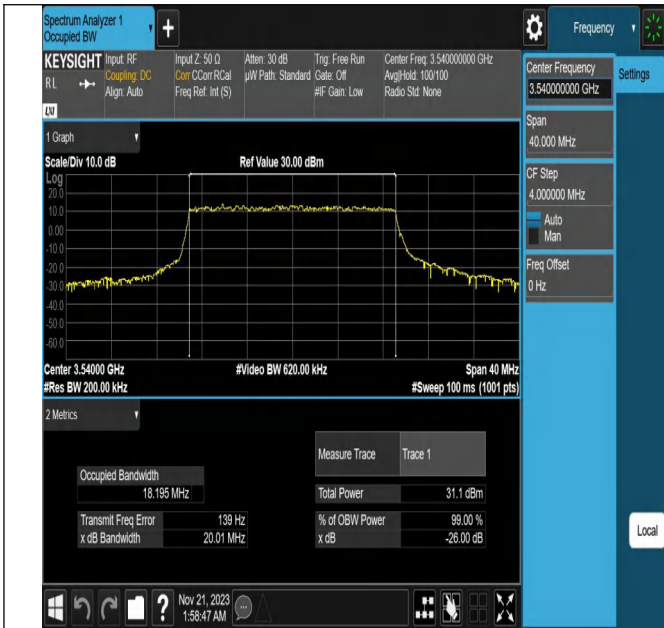 Spectrum Analyzer 1
Occupied BW
Frequency
KEYSIGHT Input: RF Input Z: 50 Ω Atten: 30 dB Trig: Free Run Center Freq: 3.540000000 GHz
RL Coupling: DC Corr CCorr RCal µW Path: Standard Gate: Off Avg|Hold: 100/100
Align: Auto Freq Ref: Int (S) #IF Gain: Low Radio Std: None
LXI
Center Frequency
3.540000000 GHz
Settings
Span
40.000 MHz
CF Step
4.000000 MHz
Auto
Man
Freq Offset
0 Hz
1 Graph
Scale/Div 10.0 dB Ref Value 30.00 dBm
Log
20.0
10.0
0.00
-10.0
-20.0
-30.0
-40.0
-50.0
-60.0
Center 3.54000 GHz #Video BW 620.00 kHz Span 40 MHz
#Res BW 200.00 kHz #Sweep 100 ms (1001 pts)
2 Metrics
Measure Trace Trace 1
Occupied Bandwidth
18.195 MHz
Total Power 31.1 dBm
Transmit Freq Error 139 Hz % of OBW Power 99.00 %
x dB Bandwidth 20.01 MHz x dB -26.00 dB
Local
?
Nov 21, 2023
1:58:47 AM